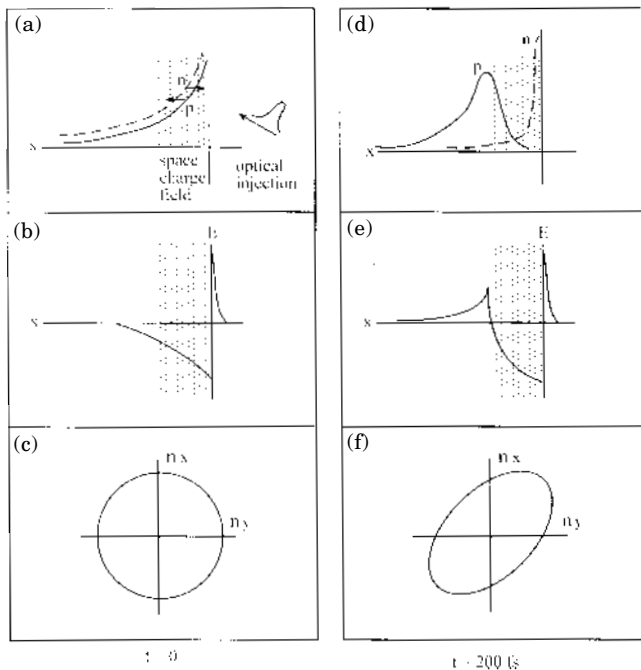 (a)
n
p
x
space
charge
field
optical
injection
(b)
x
(c)
n x
n y
(d)
n
p
x
(e)
E
x
(f)
n x
n y